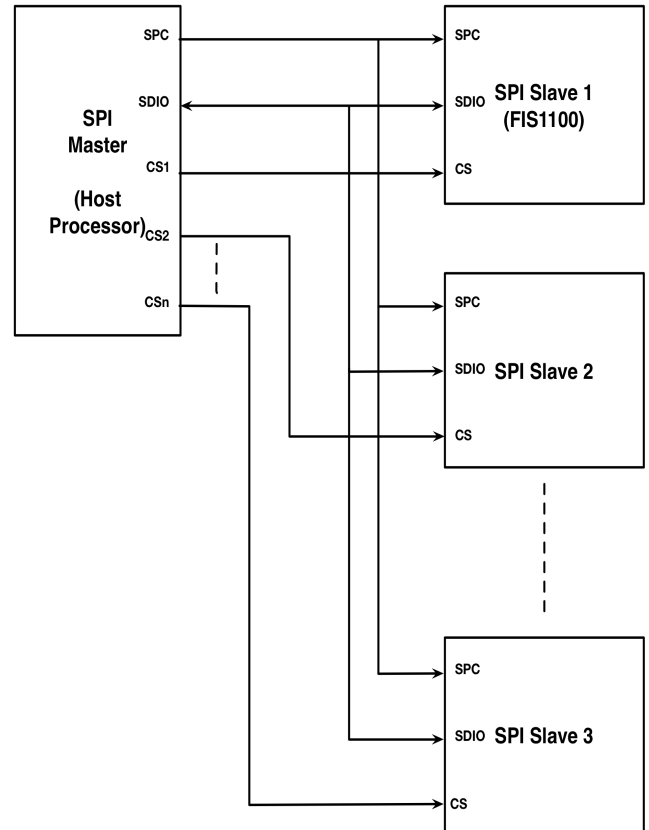 SPC
SDIO
SPI
Master
CS1
(Host
Processor)
CS2
CSn
SPC
SDIO
SPI Slave 1
(FIS1100)
CS
SPC
SDIO
SPI Slave 2
CS
SPC
SDIO
SPI Slave 3
CS